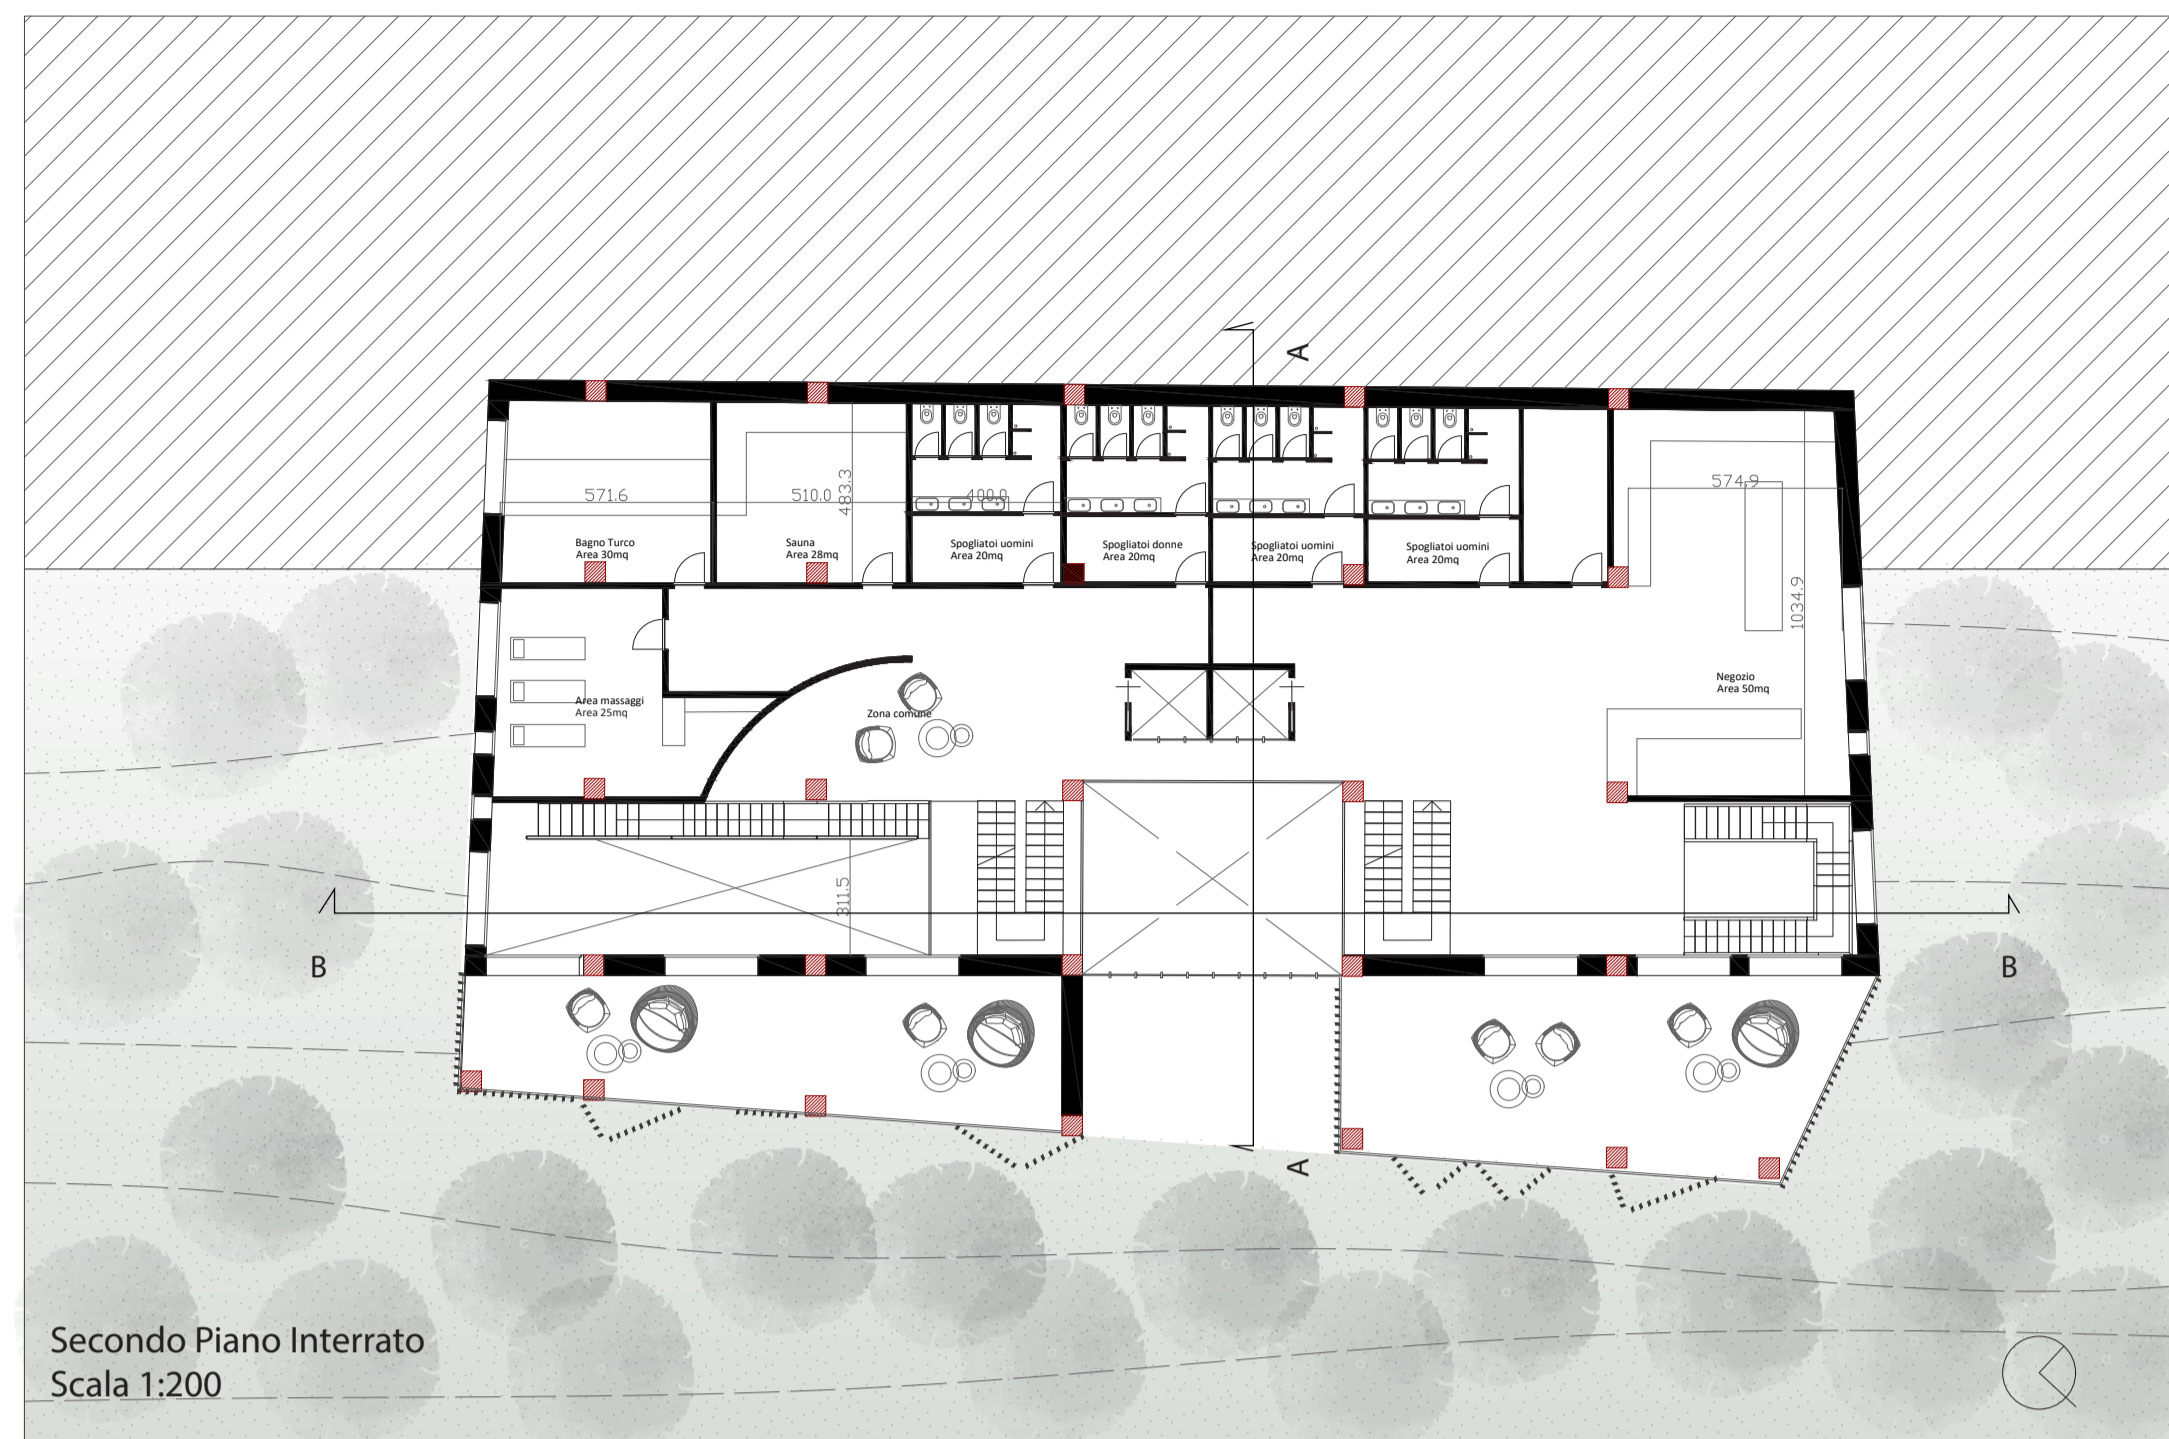 A
571.6
510.0
483.3
400.0
574.9
Bagno Turco
Area 30mq
Sauna
Area 28mq
Spogliatoi uomini
Area 20mq
Spogliatoi donne
Area 20mq
Spogliatoi uomini
Area 20mq
Spogliatoi uomini
Area 20mq
1034.9
Negozio
Area 50mq
Area massaggi
Area 25mq
Zona comune
311.5
B
B
A
Secondo Piano Interrato
Scala 1:200